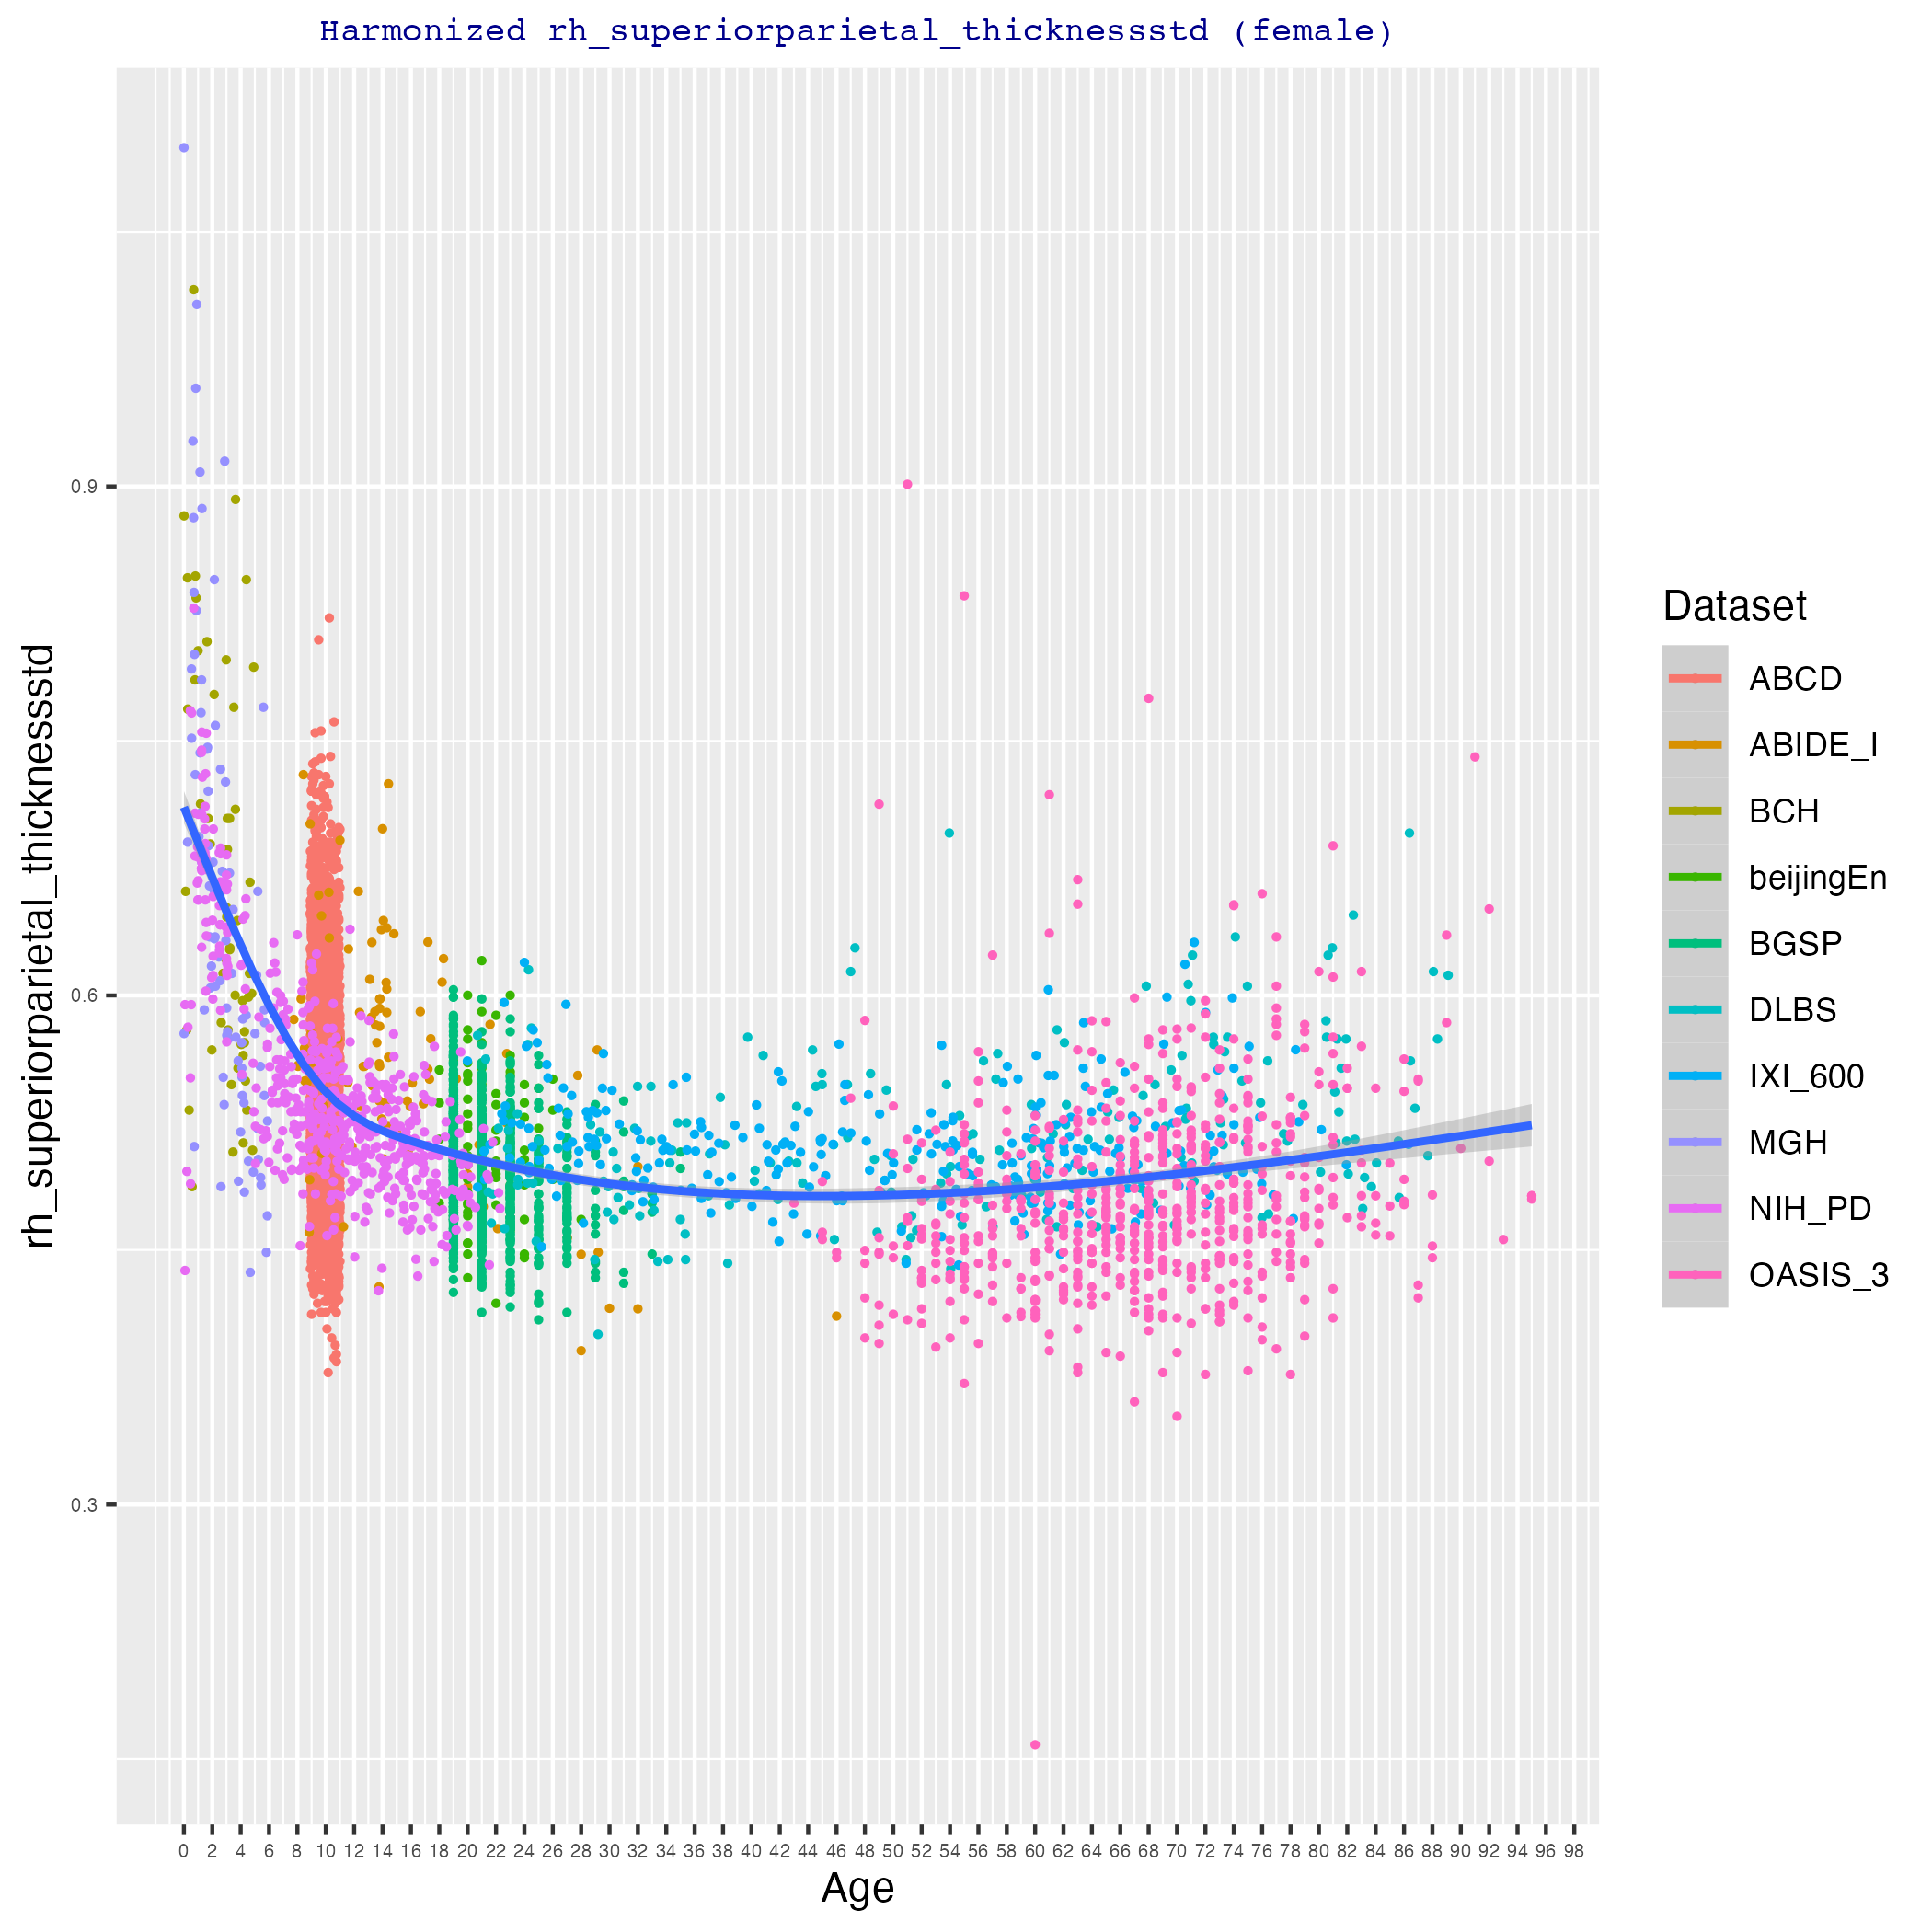 Harmonized rh_superiorparietal_thicknessstd (female)
rh_superiorparietal_thicknessstd
0.9
0.6
0.3
0 2 4 6 8 10 12 14 16 18 20 22 24 26 28 30 32 34 36 38 40 42 44 46 48 50 52 54 56 58 60 62 64 66 68 70 72 74 76 78 80 82 84 86 88 90 92 94 96 98
Age
Dataset
ABCD
ABIDE_I
BCH
beijingEn
BGSP
DLBS
IXI_600
MGH
NIH_PD
OASIS_3